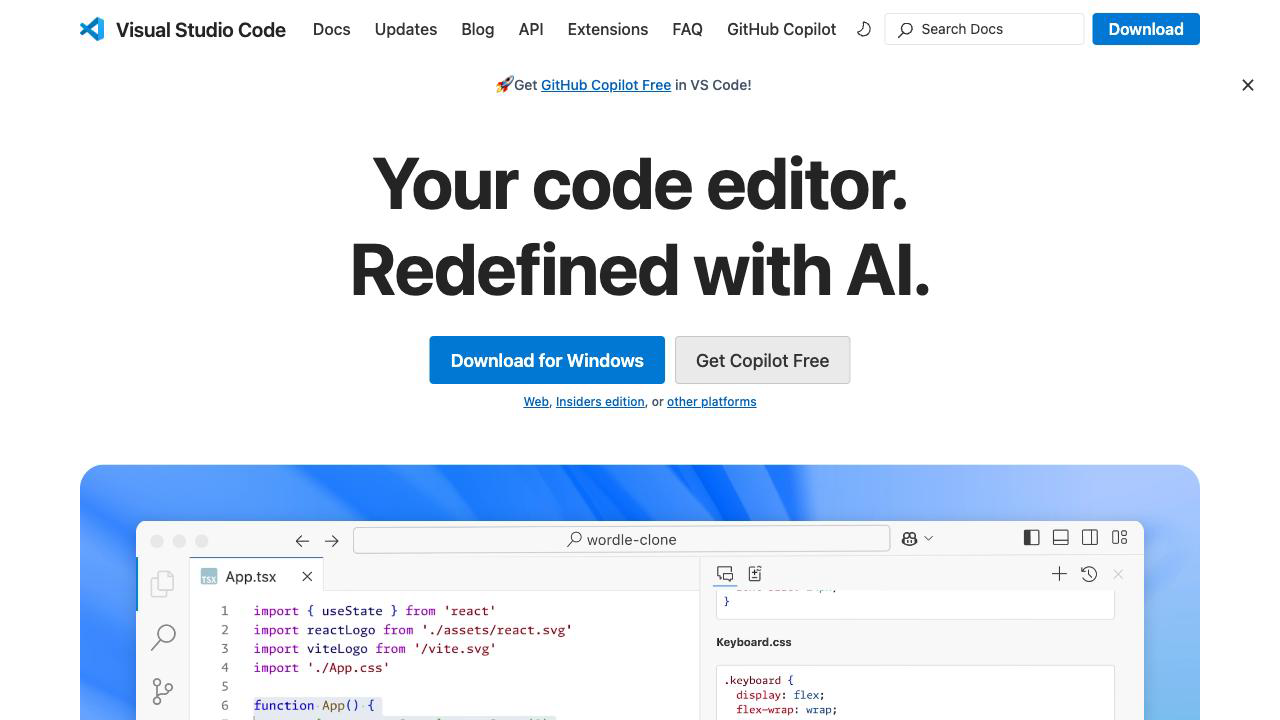 Visual Studio Code Docs Updates Blog API Extensions FAQ GitHub Copilot Search Docs Download
🚀Get GitHub Copilot Free in VS Code!
Your code editor.
Redefined with AI.
Download for Windows Get Copilot Free
Web, Insiders edition, or other platforms
wordle-clone
TSX App.tsx
1 import { useState } from 'react'
2 import reactLogo from './assets/react.svg'
3 import viteLogo from '/vite.svg'
4 import './App.css'
5
6 function App() {
}
Keyboard.css
.keyboard {
display: flex;
flex-wrap: wrap;